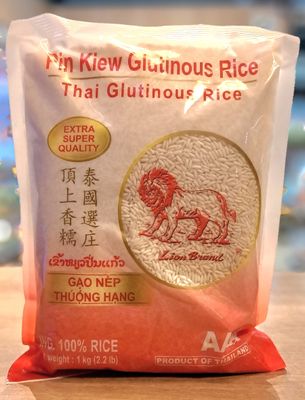 Pin Kiew Glutinous Rice
Thai Glutinous Rice
EXTRA
SUPER
QUALITY
泰國選庄
頂上香糯
Lion Brand
GẠO NẾP
THƯỢNG HẠNG
100% RICE
weight : 1 kg (2.2 lb)
PRODUCT OF THAILAND